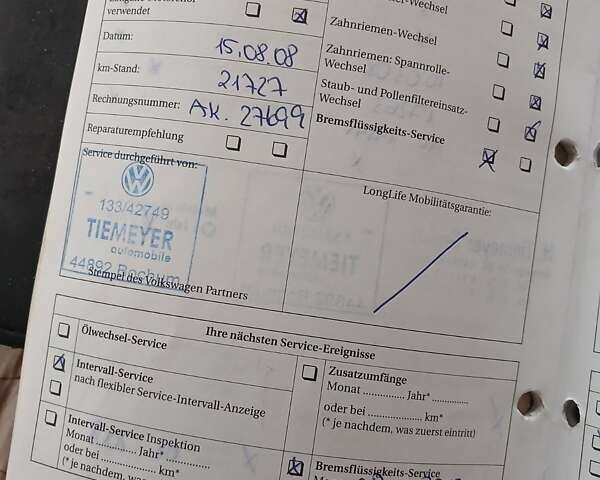 verwendet
Datum: 15.08.08
km-Stand: 21727
Rechnungsnummer: AK. 27699
Reparaturempfehlung
Service durchgeführt von:
133/42749
TIEMEYER
automobile
44892 Bochum
Stempel des Volkswagen Partners
Zahnriemen-Wechsel
Zahnriemen: Spannrolle-
Wechsel
Staub- und Pollenfiltereinsatz-
Wechsel
Bremsflüssigkeits-Service
LongLife Mobilitätsgarantie:
Ihre nächsten Service-Ereignisse
Ölwechsel-Service
Intervall-Service
nach flexibler Service-Intervall-Anzeige
Intervall-Service Inspektion
Monat .............. Jahr* ...............
oder bei .................. km*
(* je nachdem, was zuerst eintritt)
Zusatzumfänge
Monat .............. Jahr* .............
oder bei .................. km*
(* je nachdem, was zuerst eintritt)
Bremsflüssigkeits-Service